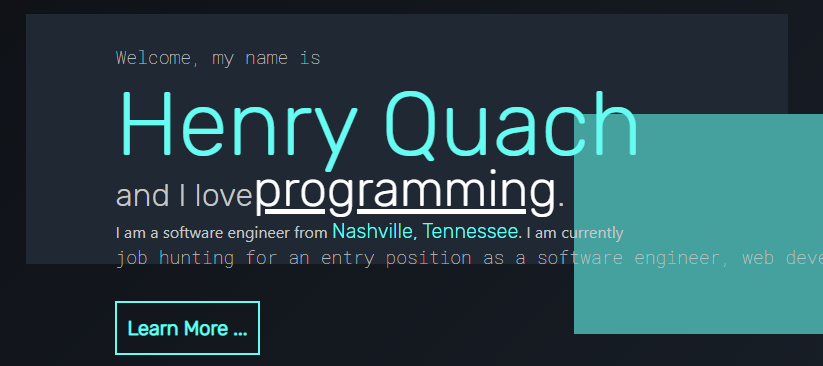 Welcome, my name is
Henry Quach
and I love programming.
I am a software engineer from Nashville, Tennessee. I am currently
job hunting for an entry position as a software engineer, web deve
Learn More ...